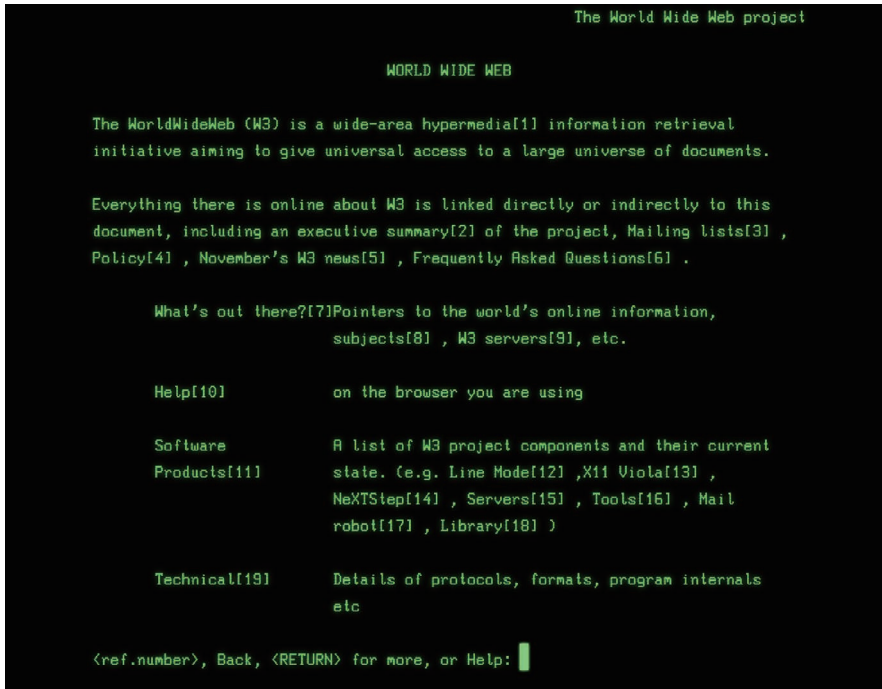 The World Wide Web project
WORLD WIDE WEB
The WorldWideWeb (W3) is a wide-area hypermedia[1] information retrieval
initiative aiming to give universal access to a large universe of documents.
Everything there is online about W3 is linked directly or indirectly to this
document, including an executive summary[2] of the project, Mailing lists[3] ,
Policy[4] , November's W3 news[5] , Frequently Asked Questions[6] .
What's out there?[7]Pointers to the world's online information,
subjects[8] , W3 servers[9], etc.
Help[10] on the browser you are using
Software A list of W3 project components and their current
Products[11] state. (e.g. Line Mode[12] ,X11 Viola[13] ,
NeXTStep[14] , Servers[15] , Tools[16] , Mail
robot[17] , Library[18] )
Technical[19] Details of protocols, formats, program internals
etc
<ref.number>, Back, <RETURN> for more, or Help: